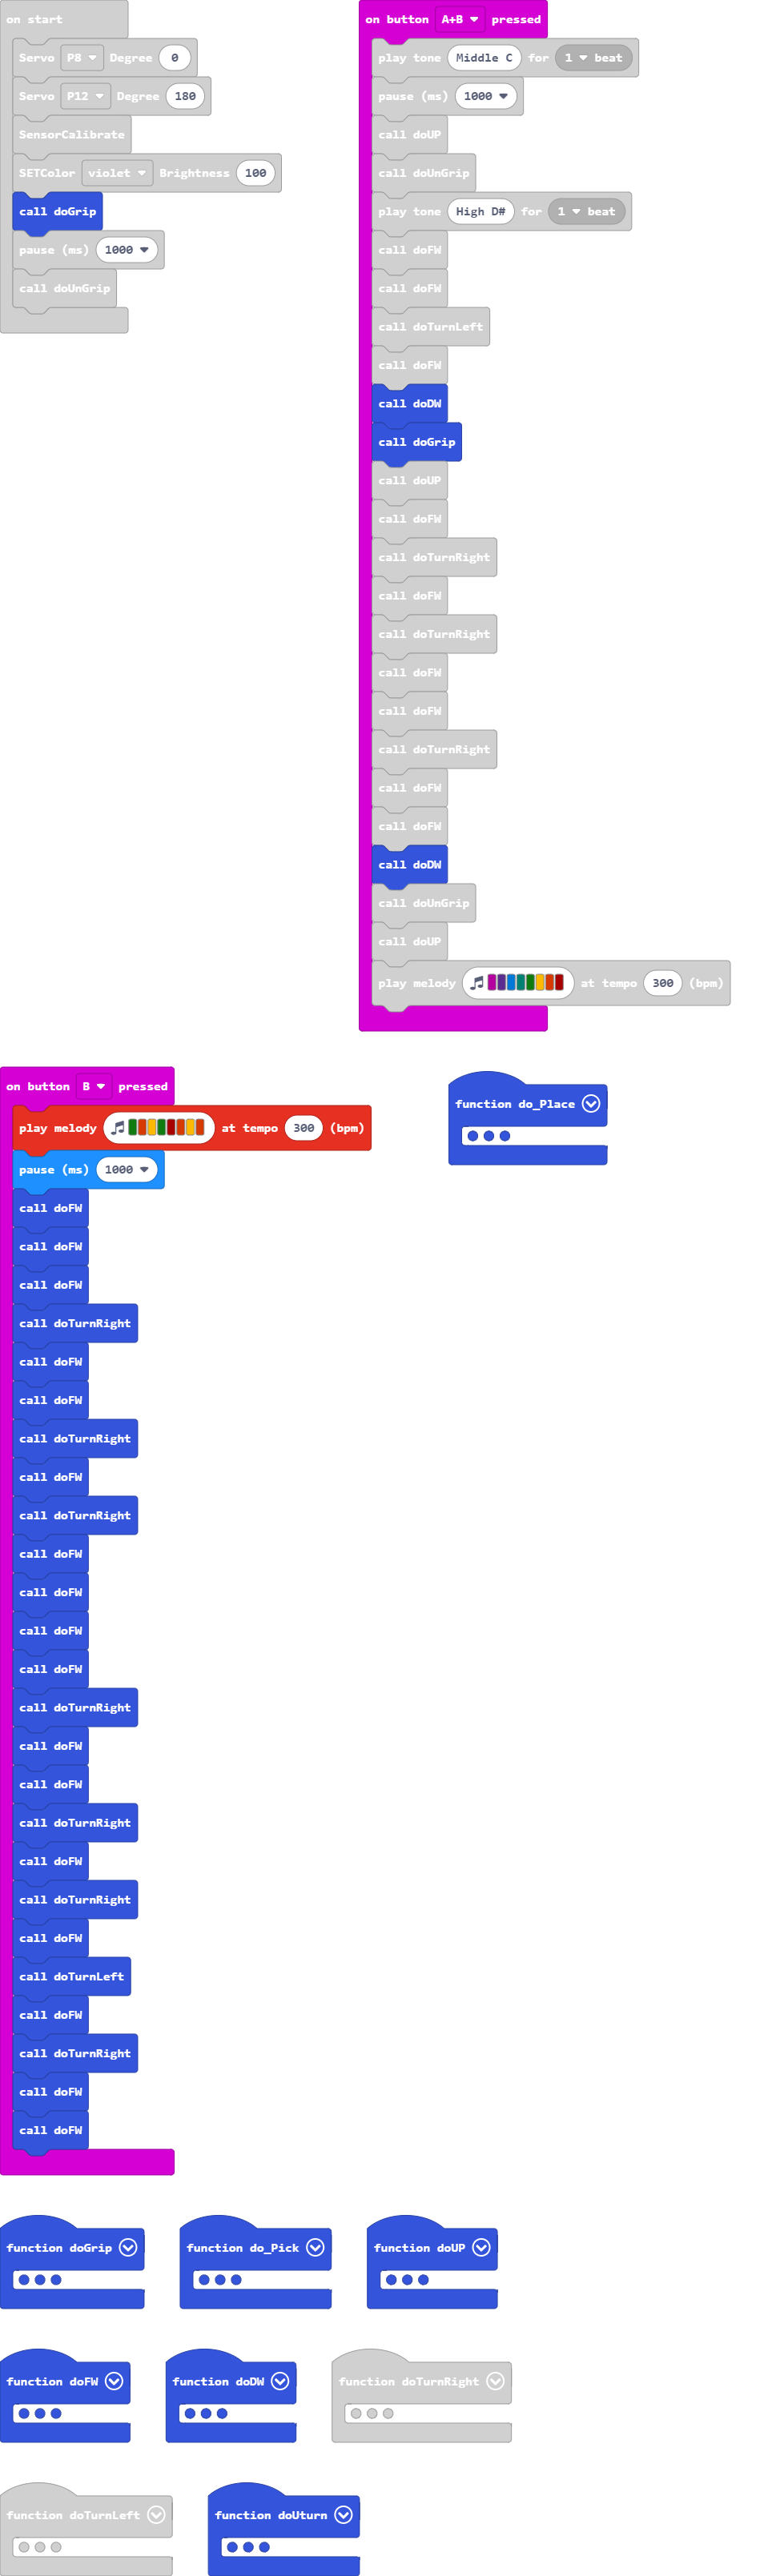 on start
Servo P8 Degree 0
Servo P12 Degree 180
SensorCalibrate
SETColor violet Brightness 100
call doGrip
pause (ms) 1000
call doUnGrip
on button A+B pressed
play tone Middle C for 1 beat
pause (ms) 1000
call doUP
call doUnGrip
play tone High D# for 1 beat
call doFW
call doFW
call doTurnLeft
call doFW
call doDW
call doGrip
call doUP
call doFW
call doTurnRight
call doFW
call doTurnRight
call doFW
call doFW
call doTurnRight
call doFW
call doFW
call doDW
call doUnGrip
call doUP
play melody at tempo 300 (bpm)
on button B pressed
play melody at tempo 300 (bpm)
pause (ms) 1000
call doFW
call doFW
call doFW
call doTurnRight
call doFW
call doFW
call doTurnRight
call doFW
call doTurnRight
call doFW
call doFW
call doFW
call doFW
call doTurnRight
call doFW
call doFW
call doTurnRight
call doFW
call doTurnRight
call doFW
call doTurnLeft
call doFW
call doTurnRight
call doFW
call doFW
function do_Place
function doGrip
function do_Pick
function doUP
function doFW
function doDW
function doTurnRight
function doTurnLeft
function doUturn